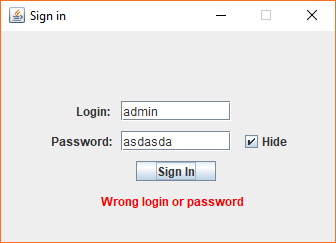 Sign in
Login: admin
Password: asdasda Hide
Sign In
Wrong login or password